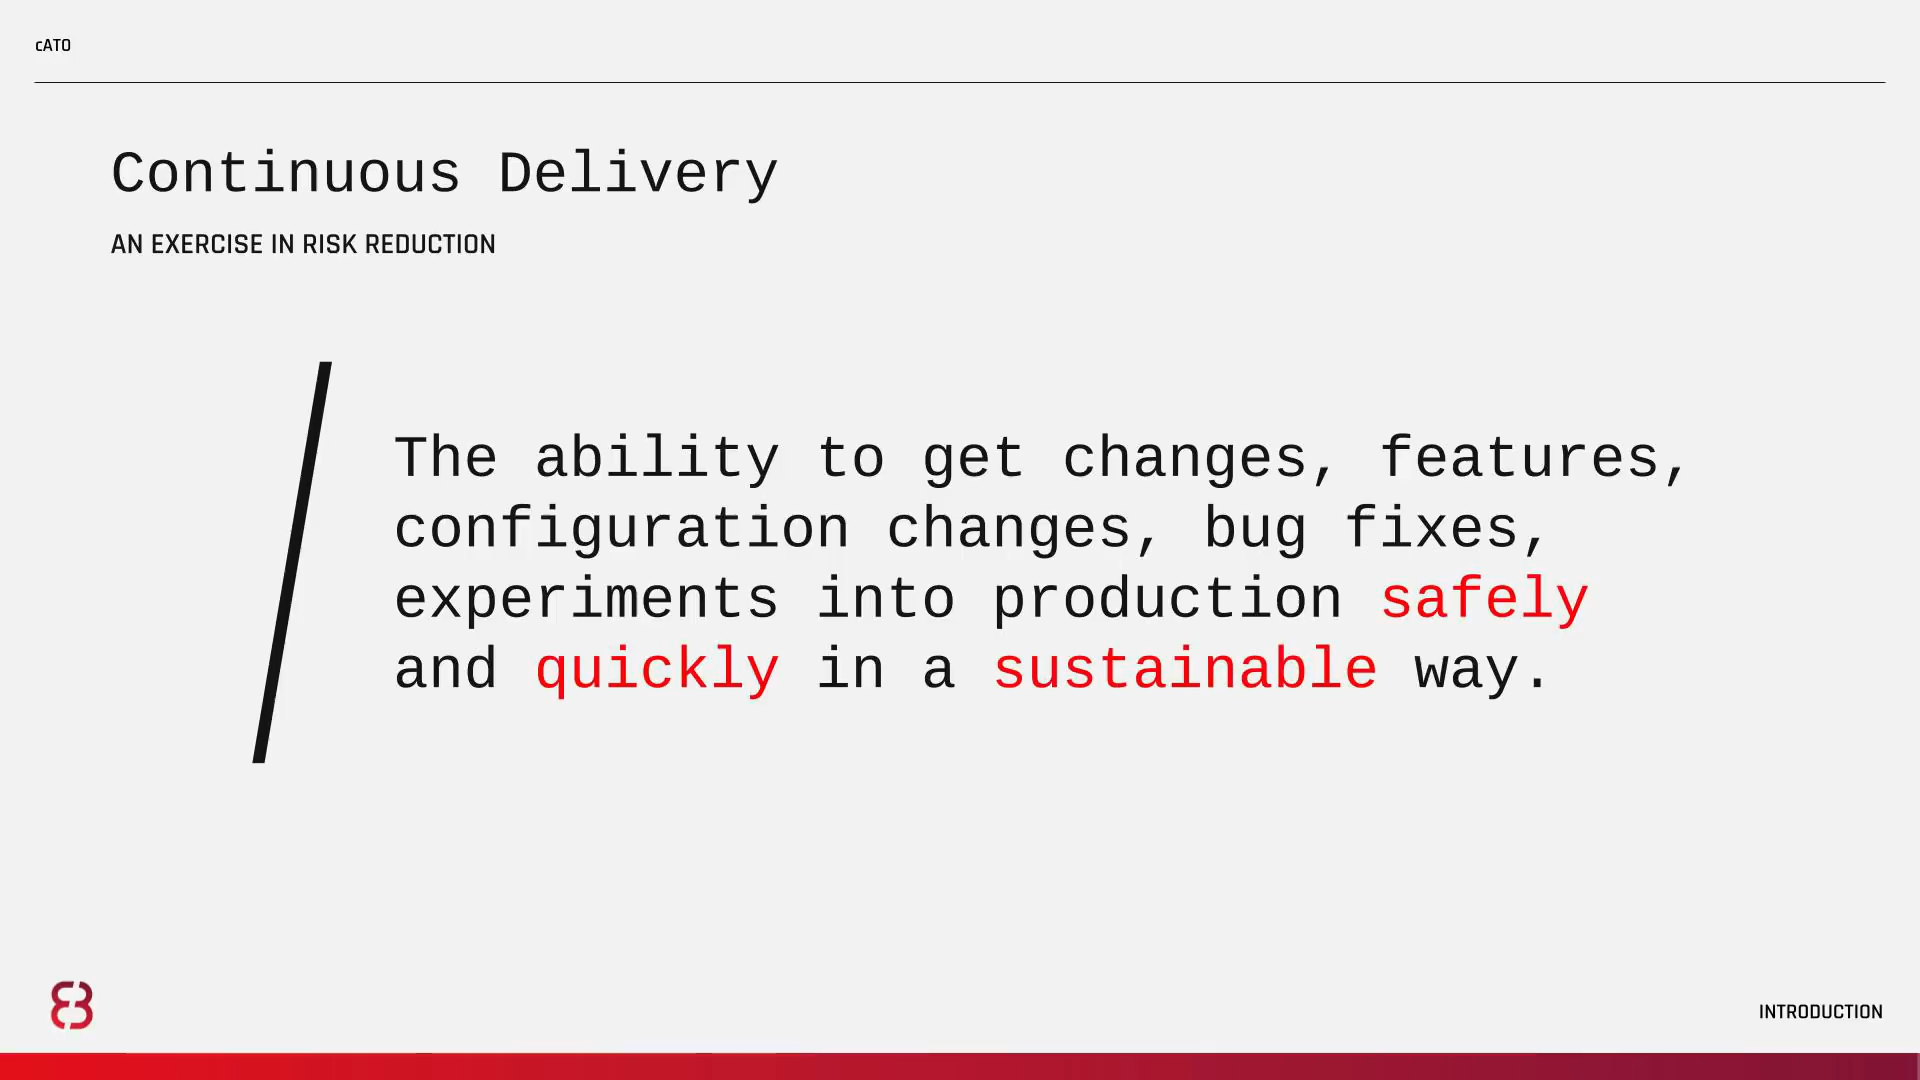 cATO
Continuous Delivery
AN EXERCISE IN RISK REDUCTION
The ability to get changes, features,
configuration changes, bug fixes,
experiments into production safely
and quickly in a sustainable way.
INTRODUCTION